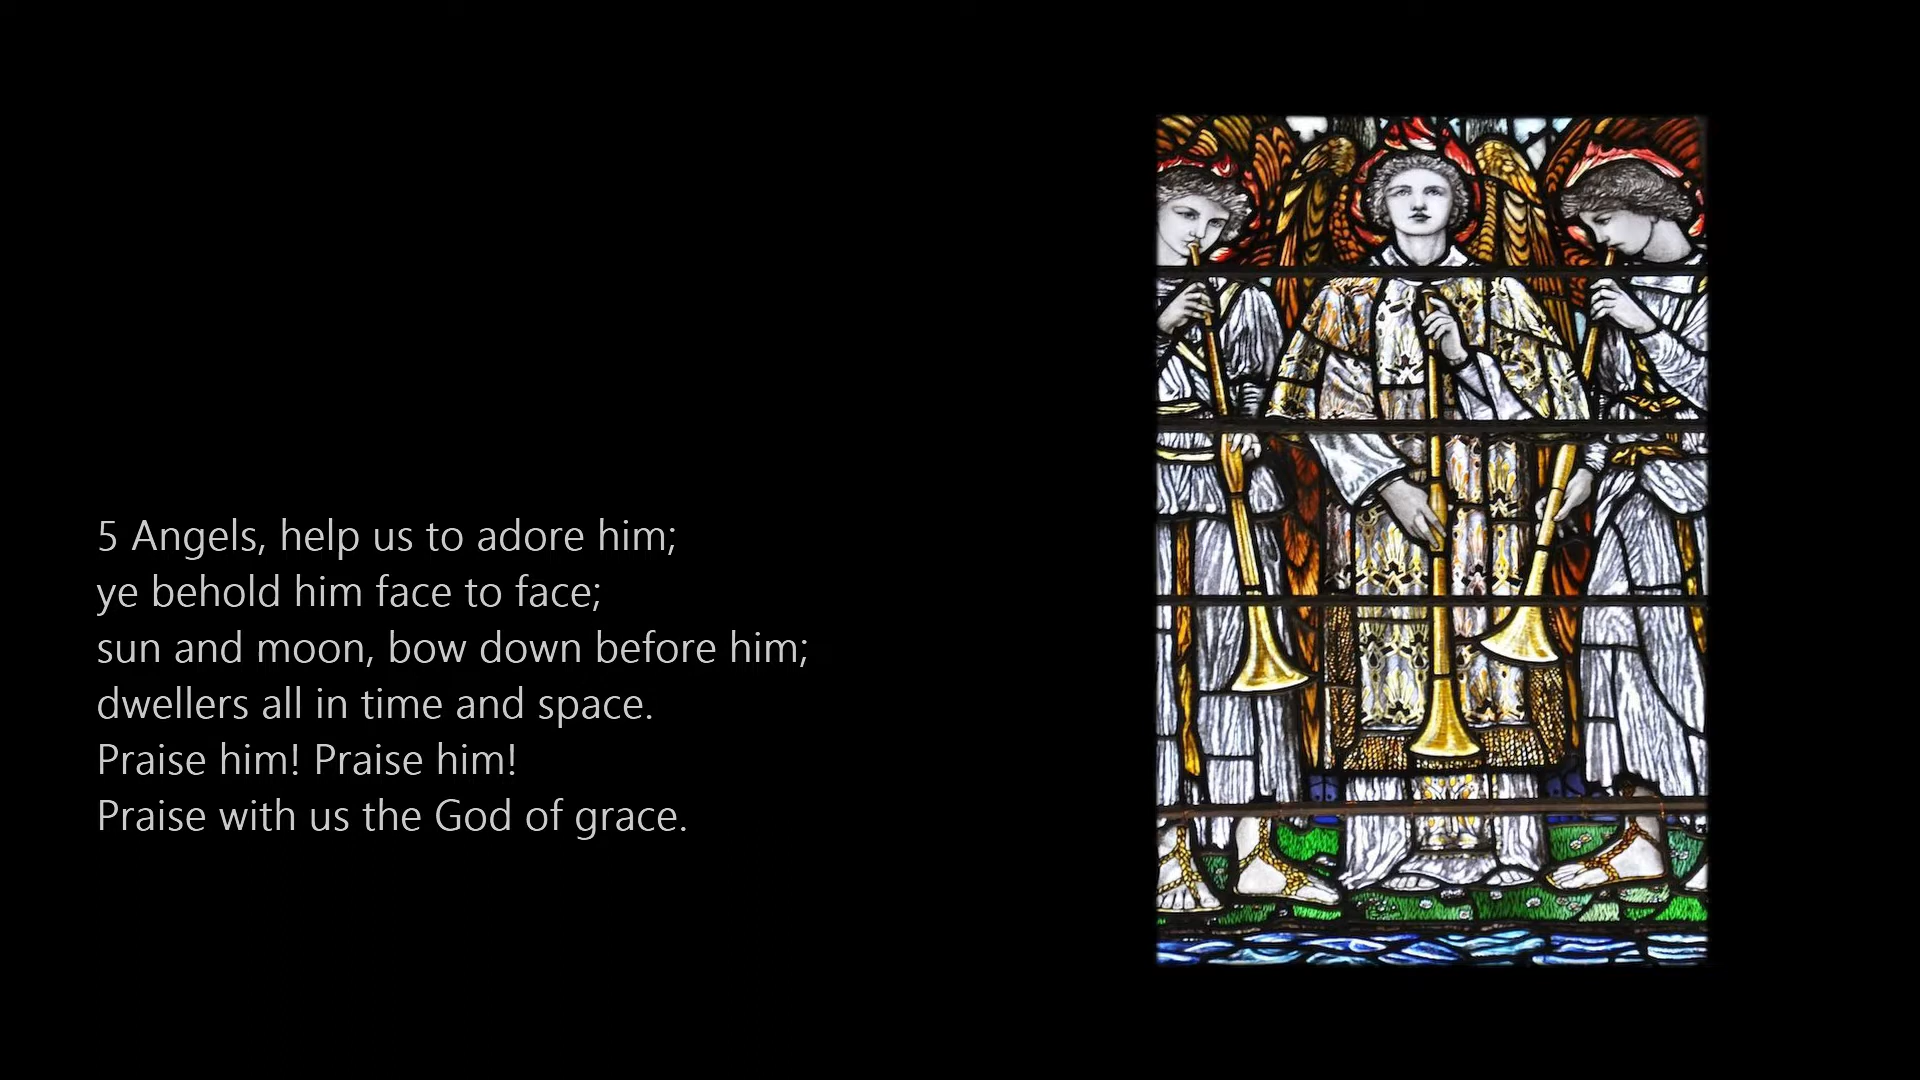 5 Angels, help us to adore him;
ye behold him face to face;
sun and moon, bow down before him;
dwellers all in time and space.
Praise him! Praise him!
Praise with us the God of grace.